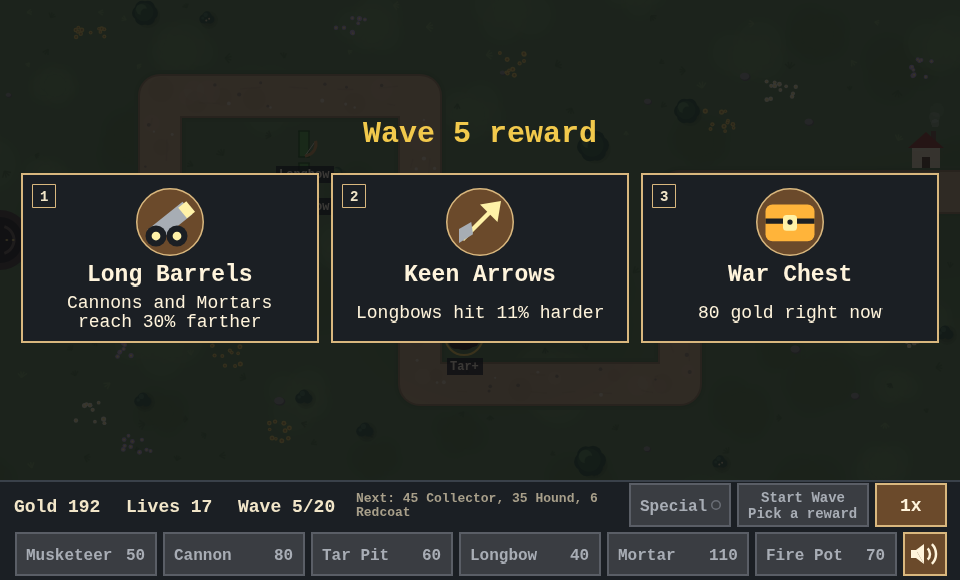 Wave 5 reward
1
Long Barrels
Cannons and Mortars
reach 30% farther
2
Keen Arrows
Longbows hit 11% harder
3
War Chest
80 gold right now
Tar+
Gold 192
Lives 17
Wave 5/20
Next: 45 Collector, 35 Hound, 6
Redcoat
Special
Start Wave
Pick a reward
1x
Musketeer 50
Cannon 80
Tar Pit 60
Longbow 40
Mortar 110
Fire Pot 70